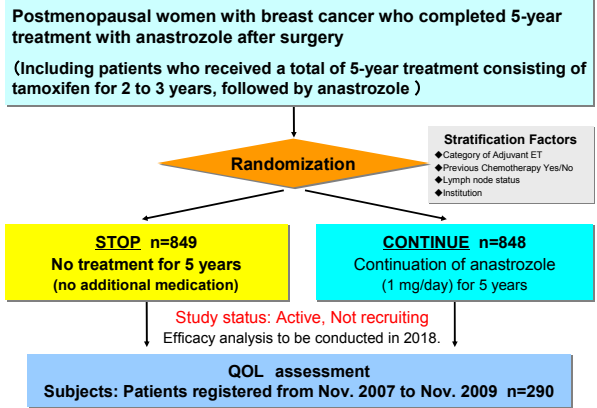 Postmenopausal women with breast cancer who completed 5-year
treatment with anastrozole after surgery
（Including patients who received a total of 5-year treatment consisting of
tamoxifen for 2 to 3 years, followed by anastrozole ）
Randomization
Stratification Factors
◆Category of Adjuvant ET
◆Previous Chemotherapy Yes/No
◆Lymph node status
◆Institution
STOP n=849
No treatment for 5 years
(no additional medication)
CONTINUE n=848
Continuation of anastrozole
(1 mg/day) for 5 years
Study status: Active, Not recruiting
Efficacy analysis to be conducted in 2018.
QOL assessment
Subjects: Patients registered from Nov. 2007 to Nov. 2009 n=290